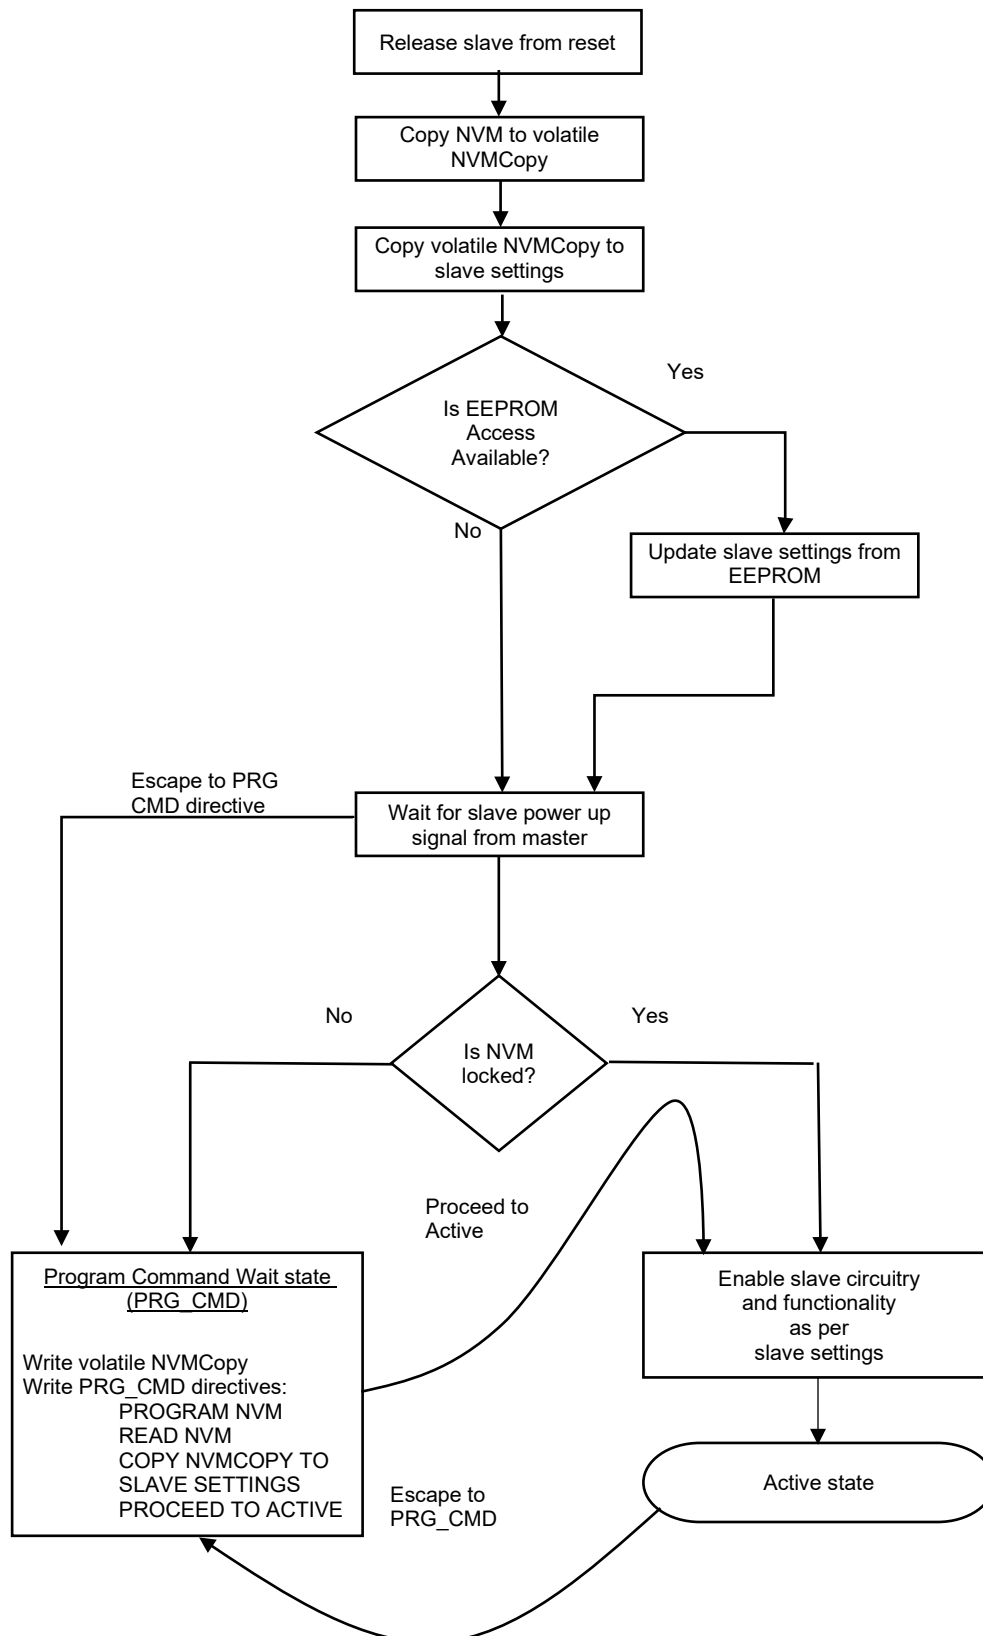 Release slave from reset
Copy NVM to volatile
NVMCopy
Copy volatile NVMCopy to
slave settings
Yes
Is EEPROM
Access
Available?
No
Update slave settings from
EEPROM
Escape to PRG
CMD directive
Wait for slave power up
signal from master
No
Yes
Is NVM
locked?
Proceed to
Active
Program Command Wait state
(PRG_CMD)
Write volatile NVMCopy
Write PRG_CMD directives:
PROGRAM NVM
READ NVM
COPY NVMCOPY TO
SLAVE SETTINGS
PROCEED TO ACTIVE
Enable slave circuitry
and functionality
as per
slave settings
Escape to
PRG_CMD
Active state